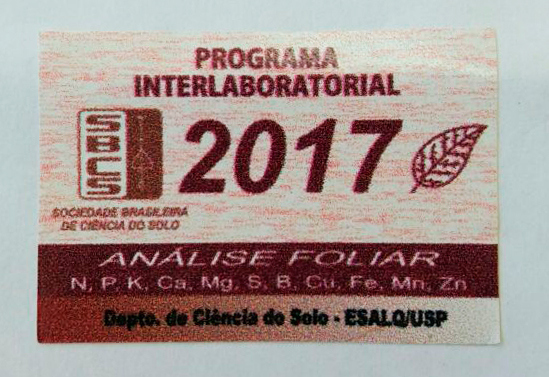 PROGRAMA
INTERLABORATORIAL
SBCS
2017
SOCIEDADE BRASILEIRA
DE CIÊNCIA DO SOLO
ANÁLISE FOLIAR
N, P, K, Ca, Mg, S, B, Cu, Fe, Mn, Zn
Depto. de Ciência do Solo - ESALQ/USP